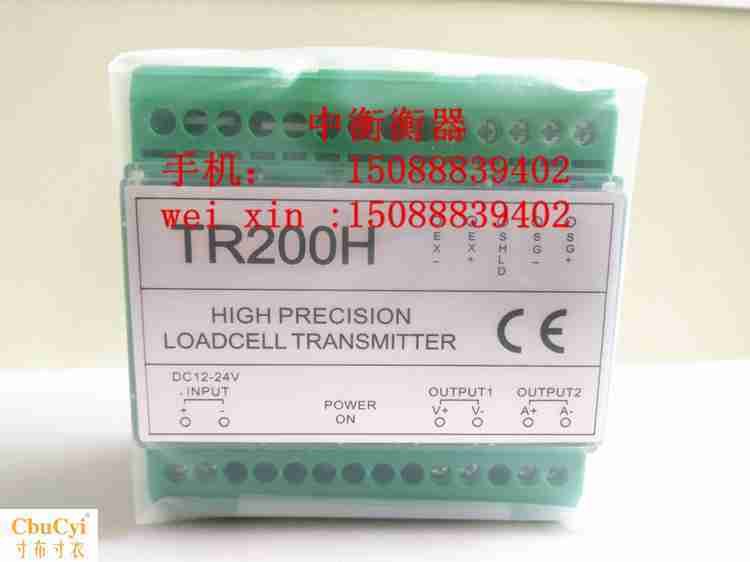 中衡衡器
手机： 15088839402
wei xin :15088839402
TR200H
EX-
EX+
SHLD
SG-
SG+
HIGH PRECISION
LOADCELL TRANSMITTER
CE
DC12-24V
- INPUT
+ -
POWER
ON
OUTPUT1
V+ V-
OUTPUT2
A+ A-
CbuCyi®
寸布寸衣